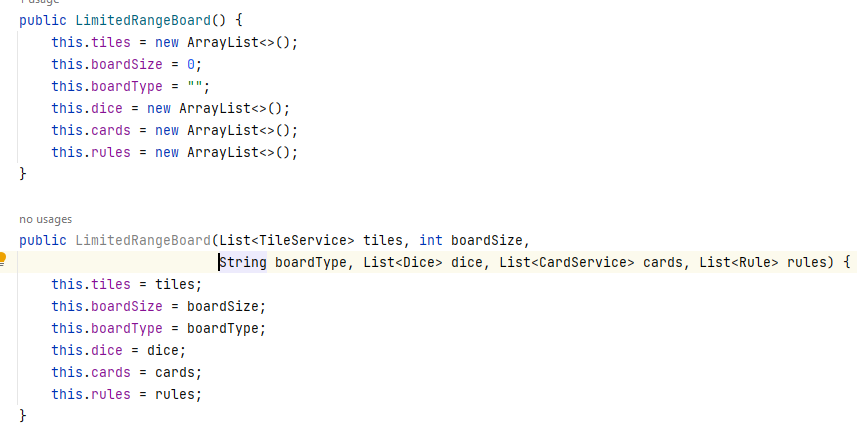 public LimitedRangeBoard() {
    this.tiles = new ArrayList<>();
    this.boardSize = 0;
    this.boardType = "";
    this.dice = new ArrayList<>();
    this.cards = new ArrayList<>();
    this.rules = new ArrayList<>();
}
no usages
public LimitedRangeBoard(List<TileService> tiles, int boardSize,
                         String boardType, List<Dice> dice, List<CardService> cards, List<Rule> rules) {
    this.tiles = tiles;
    this.boardSize = boardSize;
    this.boardType = boardType;
    this.dice = dice;
    this.cards = cards;
    this.rules = rules;
}